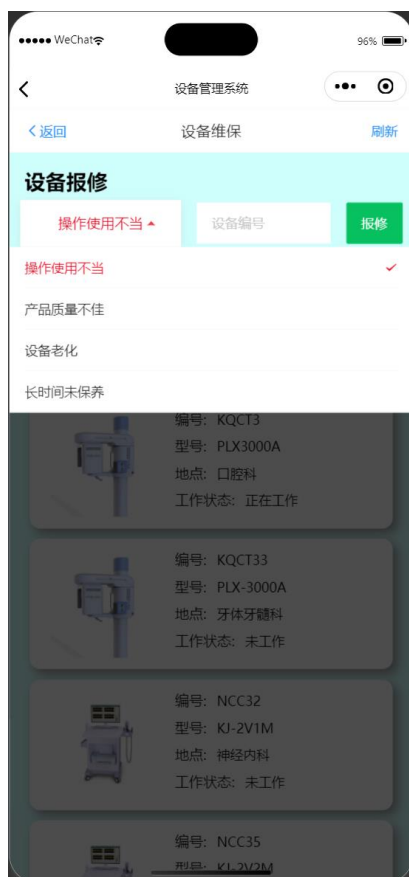 WeChat
96%
设备管理系统
返回
设备维保
刷新
设备报修
操作使用不当
设备编号
报修
操作使用不当
产品质量不佳
设备老化
长时间未保养
编号：KQCT3
型号：PLX3000A
地点：口腔科
工作状态：正在工作
编号：KQCT33
型号：PLX-3000A
地点：牙体牙髓科
工作状态：未工作
编号：NCC32
型号：KJ-2V1M
地点：神经内科
工作状态：未工作
编号：NCC35
型号：KJ-2V2M